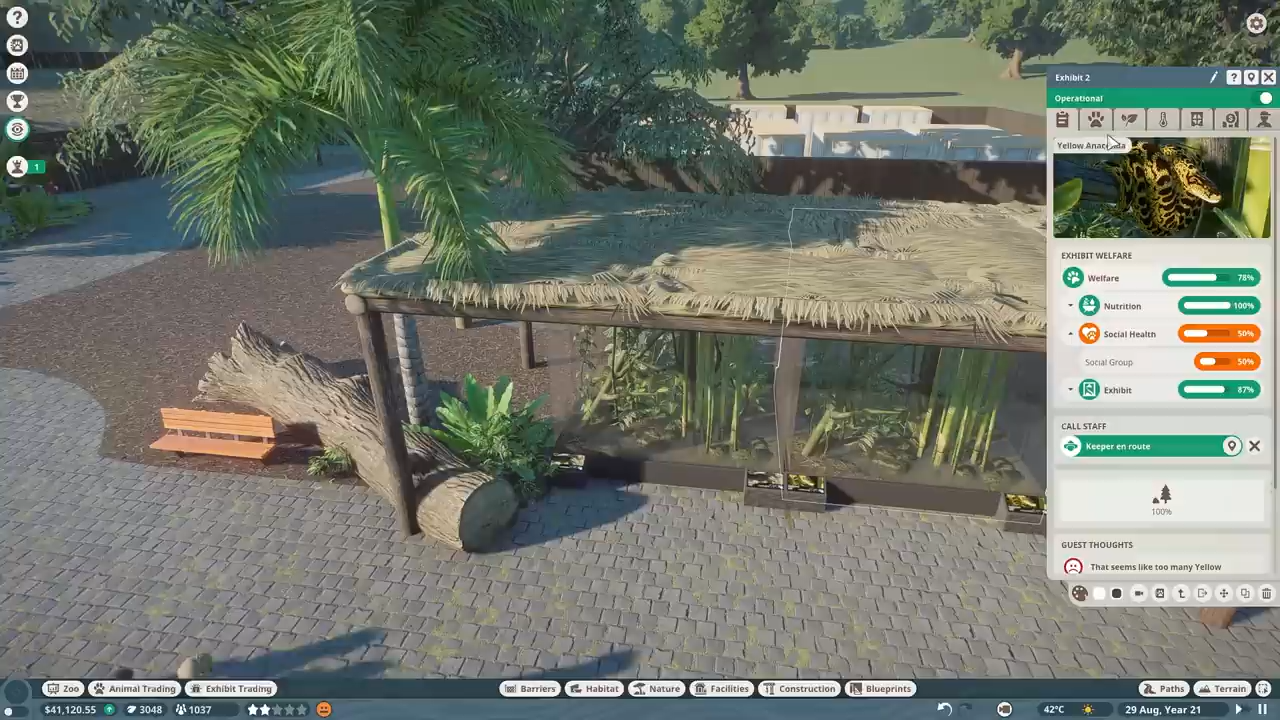 1
Exhibit 2
Operational
Yellow Anaconda
EXHIBIT WELFARE
Welfare 78%
Nutrition 100%
Social Health 50%
Social Group 50%
Exhibit 87%
CALL STAFF
Keeper en route
100%
GUEST THOUGHTS
That seems like too many Yellow
Zoo Animal Trading Exhibit Trading Barriers Habitat Nature Facilities Construction Blueprints Paths Terrain
$41,120.55 3048 1037 42°C 29 Aug, Year 21